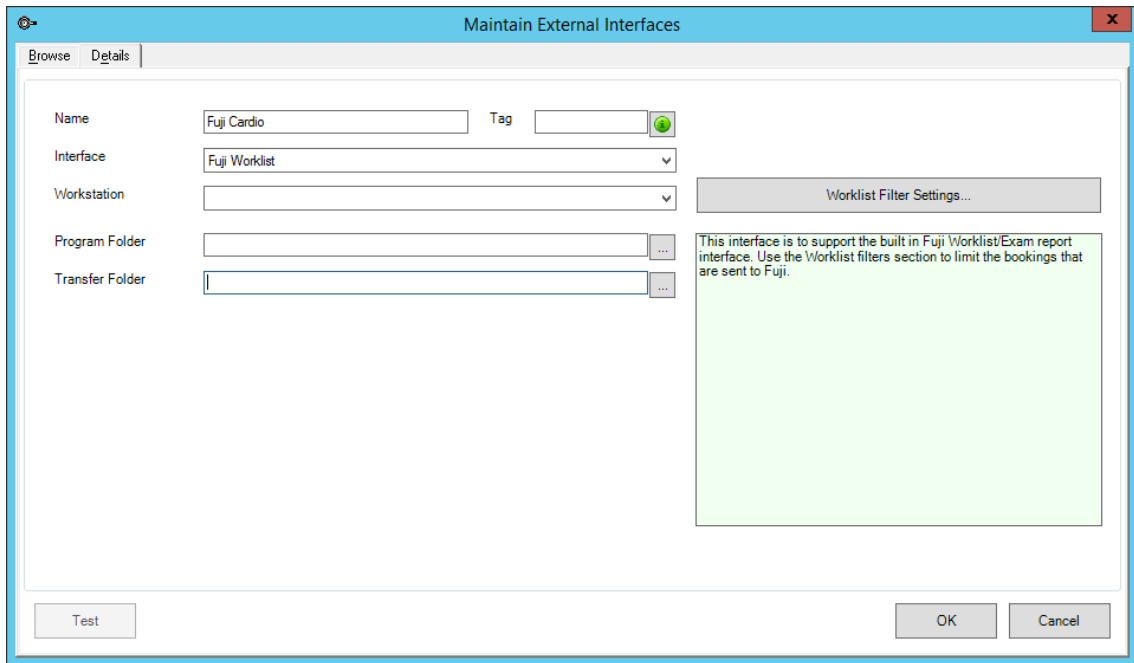 Maintain External Interfaces
x
Browse Details
Name Fuji Cardio Tag
Interface Fuji Worklist
Workstation Worklist Filter Settings...
Program Folder ...
Transfer Folder ...
This interface is to support the built in Fuji Worklist/Exam report
interface. Use the Worklist filters section to limit the bookings that
are sent to Fuji.
Test OK Cancel